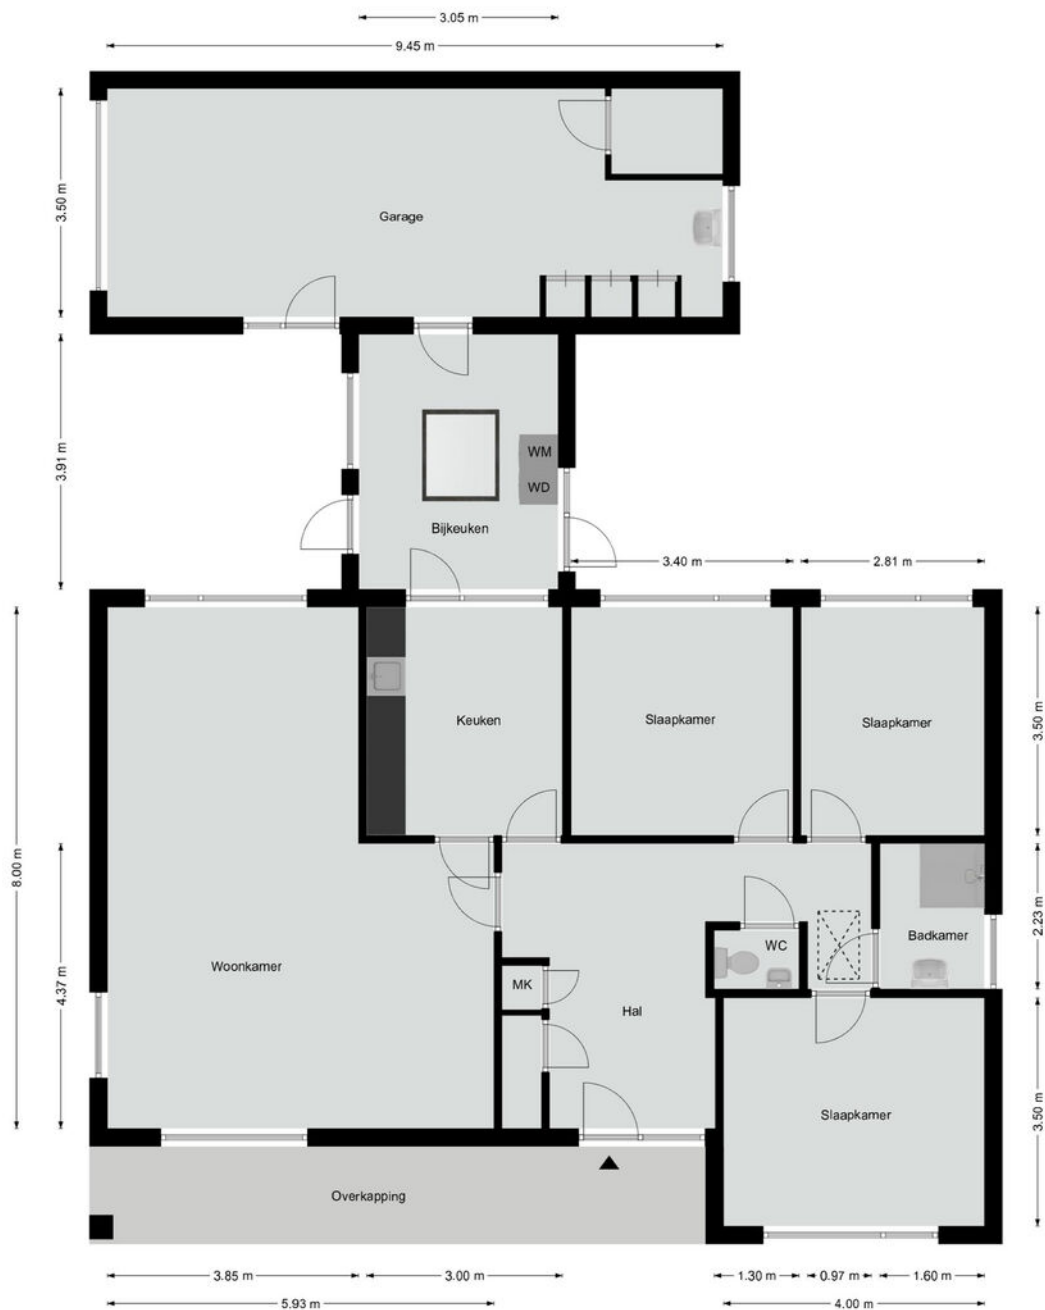 3.05 m
9.45 m
3.50 m
Garage
3.91 m
WM
WD
Bijkeuken
3.40 m
2.81 m
8.00 m
Keuken
Slaapkamer
Slaapkamer
3.50 m
4.37 m
Woonkamer
WC
Badkamer
2.23 m
MK
Hal
Slaapkamer
3.50 m
Overkapping
3.85 m
3.00 m
1.30 m
0.97 m
1.60 m
5.93 m
4.00 m